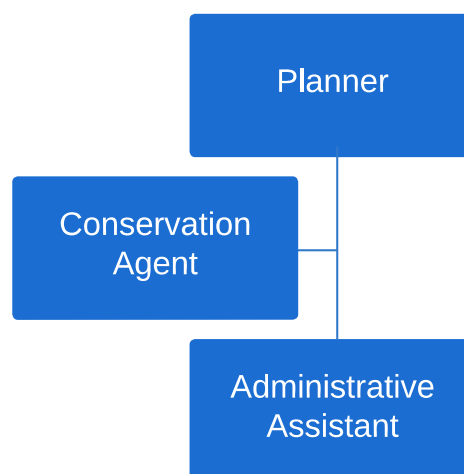 Planner
Conservation
Agent
Administrative
Assistant